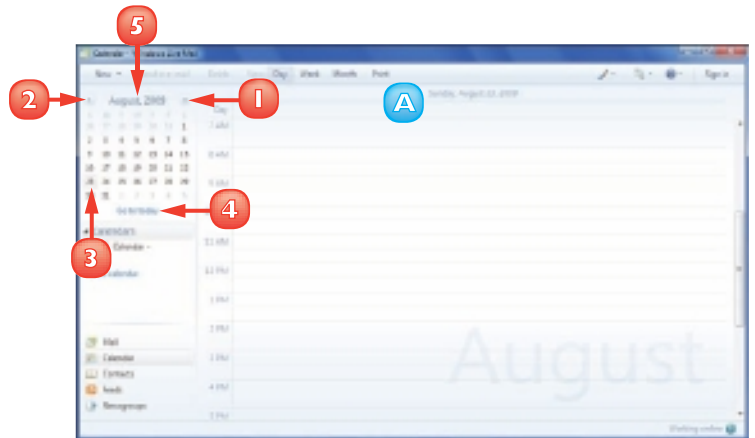 5
Calendar - Windows Live Mail
Day Week Month Print
Sign in
2
August, 2009
1
A
Sunday, August 23, 2009
Day
7 AM
1
2 3 4 5 6 7 8
8 AM
9 10 11 12 13 14 15
16 17 18 19 20 21 22
9 AM
23 24 25 26 27 28 29
30 31 1 2 3 4 5
Go to today
4
Calendars
3
11 AM
Calendar
12 PM
calendar
1 PM
2 PM
Mail
August
Calendar
3 PM
Contacts
Feeds
4 PM
Newsgroups
5 PM
Working online